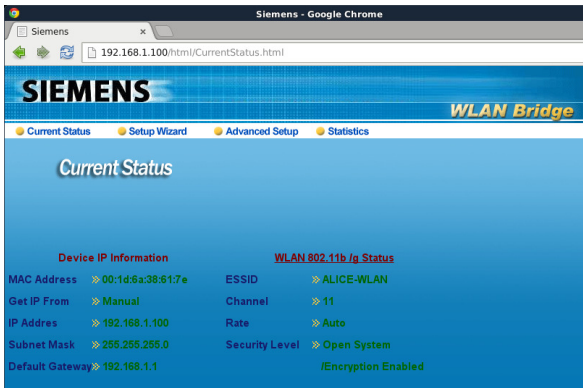 Siemens - Google Chrome
Siemens ×
192.168.1.100/html/CurrentStatus.html
SIEMENS
WLAN Bridge
Current Status Setup Wizard Advanced Setup Statistics
Current Status
Device IP Information WLAN 802.11b /g Status
MAC Address » 00:1d:6a:38:61:7e ESSID » ALICE-WLAN
Get IP From » Manual Channel » 11
IP Addres » 192.168.1.100 Rate » Auto
Subnet Mask » 255.255.255.0 Security Level » Open System
Default Gateway » 192.168.1.1 /Encryption Enabled